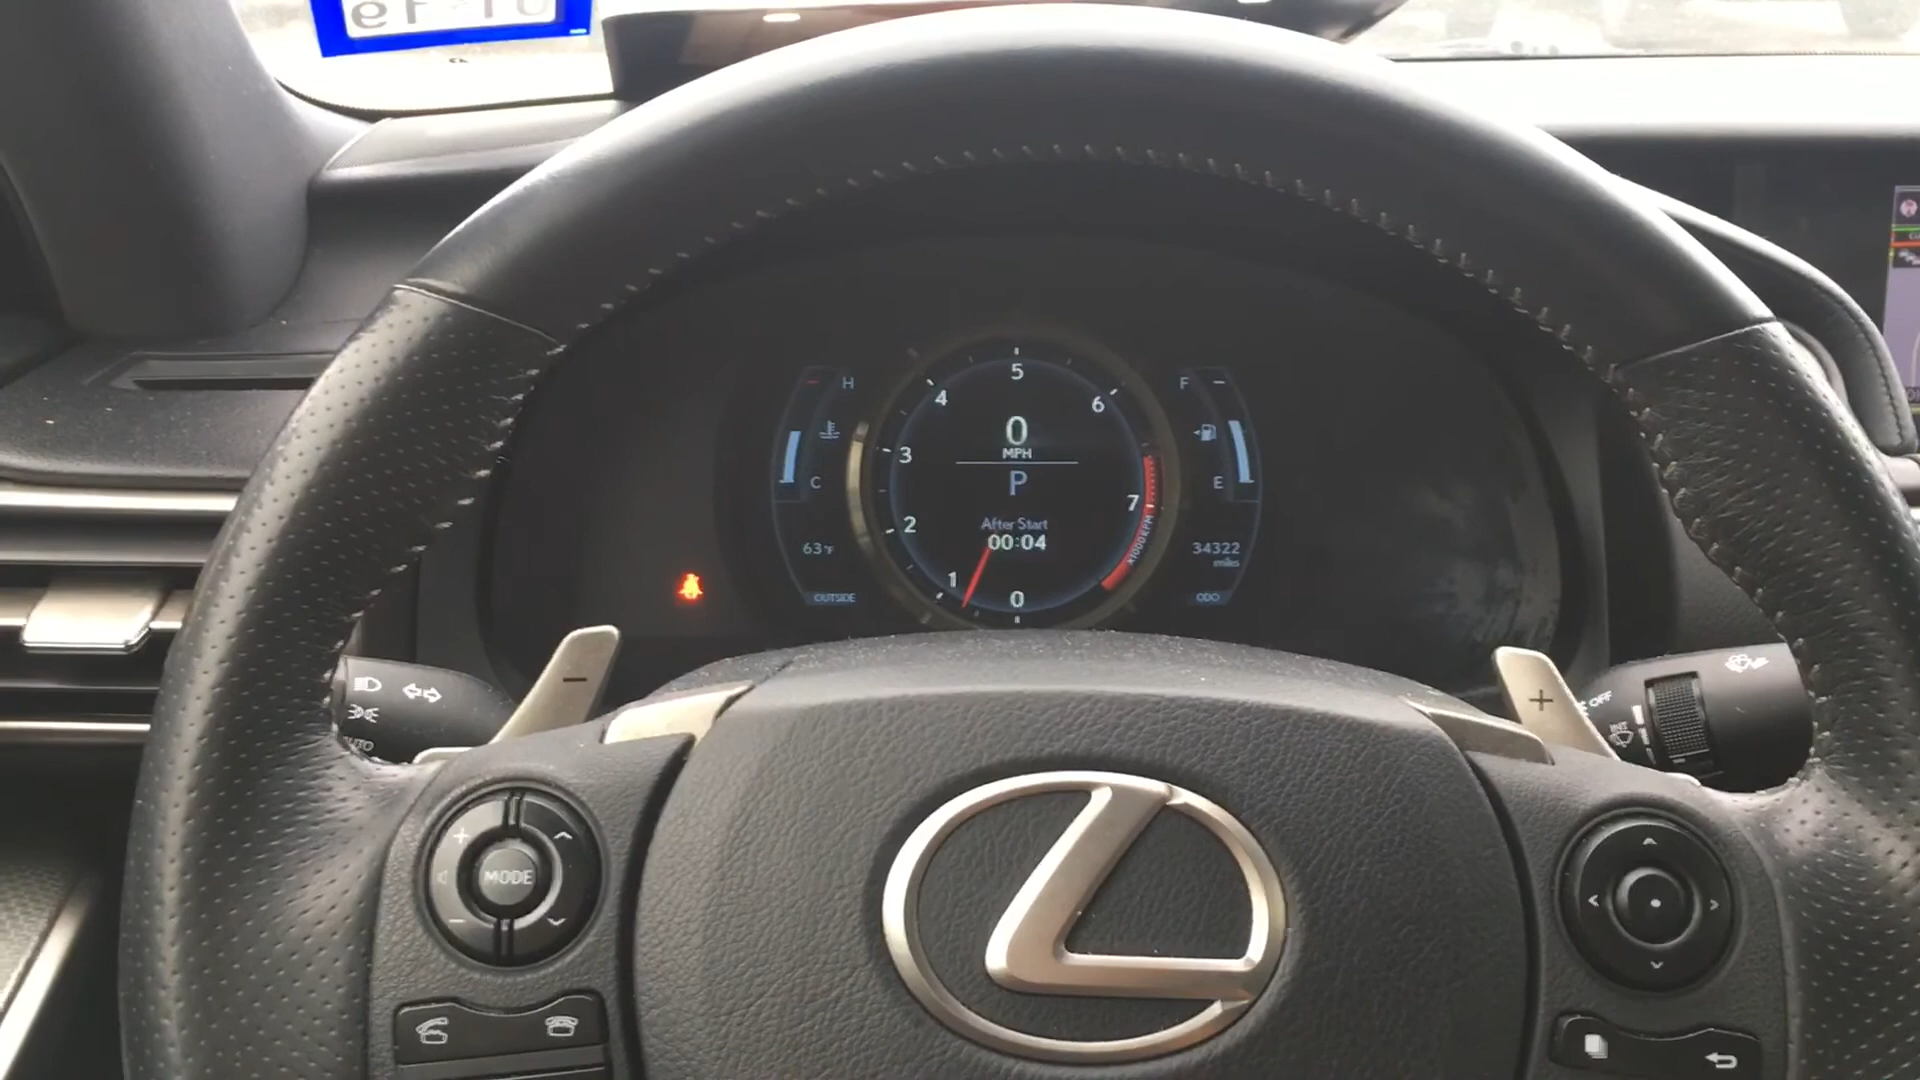 5
4
6
H
F
0
MPH
3
P
C
E
7
2
After Start
00:04
x1000RPM
63°F
34322
miles
1
0
OUTSIDE
ODO
-
+
OFF
INT
AUTO
+
MODE
-